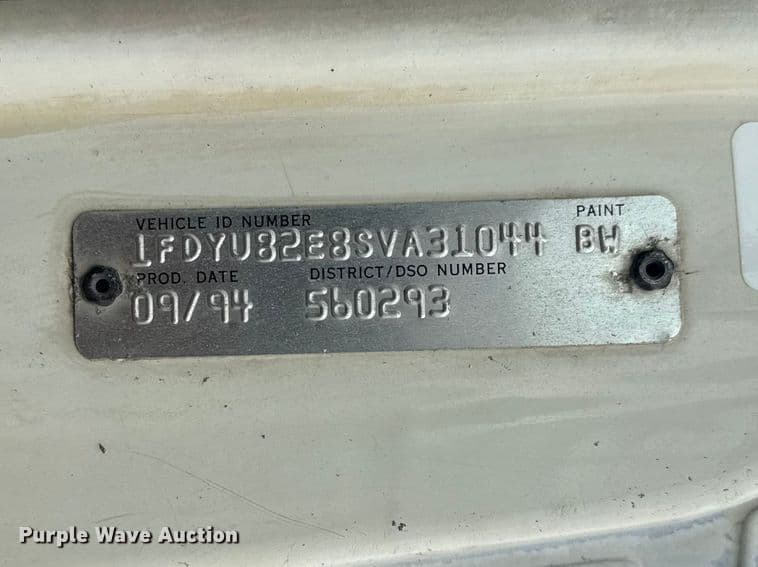 VEHICLE ID NUMBER PAINT
1FDYU82E8SVA31044 BW
PROD. DATE DISTRICT/DSO NUMBER
09/94 560293
Purple Wave Auction